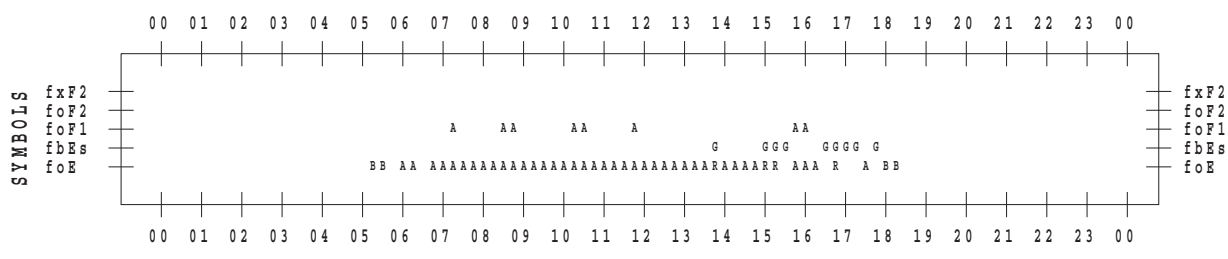 00 01 02 03 04 05 06 07 08 09 10 11 12 13 14 15 16 17 18 19 20 21 22 23 00
SYMBOLS
fxF2 fxF2
foF2 foF2
foF1 A AA AA A AA foF1
fbEs G GGG GGGG G fbEs
foE BB AA AAAAAAAAAAAAAAAAAAAAAAAAAAAARAAAARR AAA R A BB foE
00 01 02 03 04 05 06 07 08 09 10 11 12 13 14 15 16 17 18 19 20 21 22 23 00